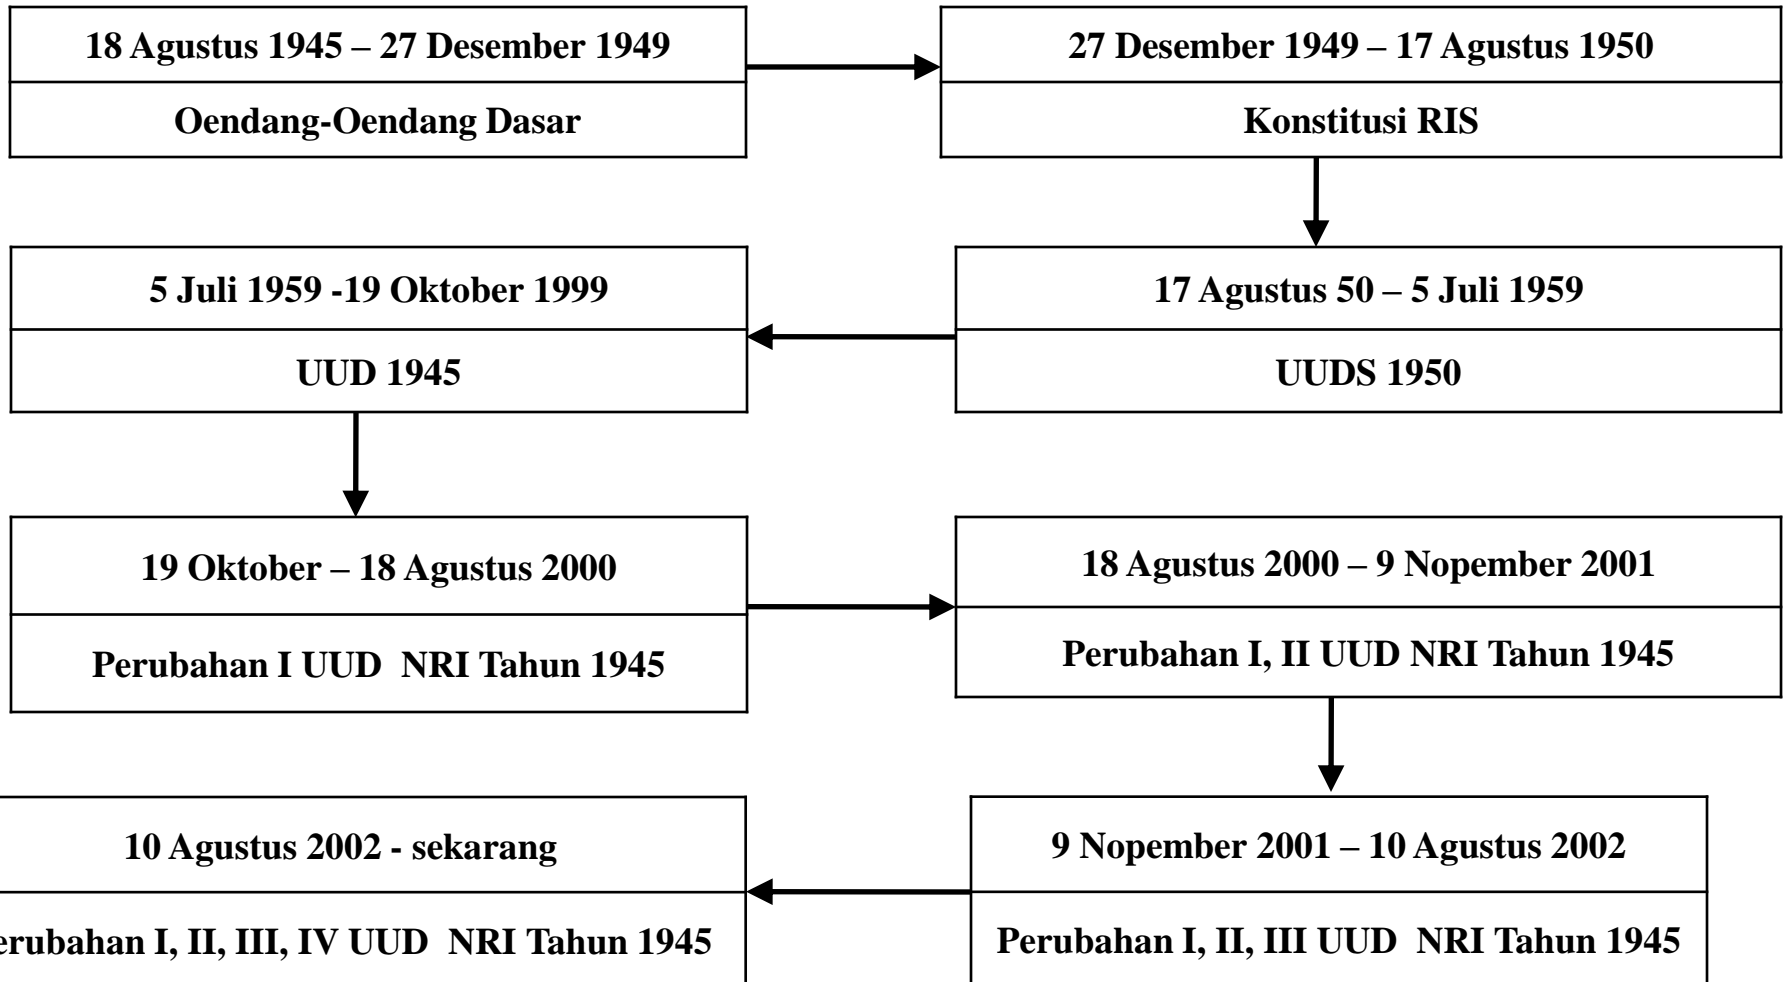 18 Agustus 1945 – 27 Desember 1949
Oendang-Oendang Dasar
27 Desember 1949 – 17 Agustus 1950
Konstitusi RIS
17 Agustus 50 – 5 Juli 1959
UUDS 1950
5 Juli 1959 -19 Oktober 1999
UUD 1945
19 Oktober – 18 Agustus 2000
Perubahan I UUD NRI Tahun 1945
18 Agustus 2000 – 9 Nopember 2001
Perubahan I, II UUD NRI Tahun 1945
9 Nopember 2001 – 10 Agustus 2002
Perubahan I, II, III UUD NRI Tahun 1945
10 Agustus 2002 - sekarang
erubahan I, II, III, IV UUD NRI Tahun 1945